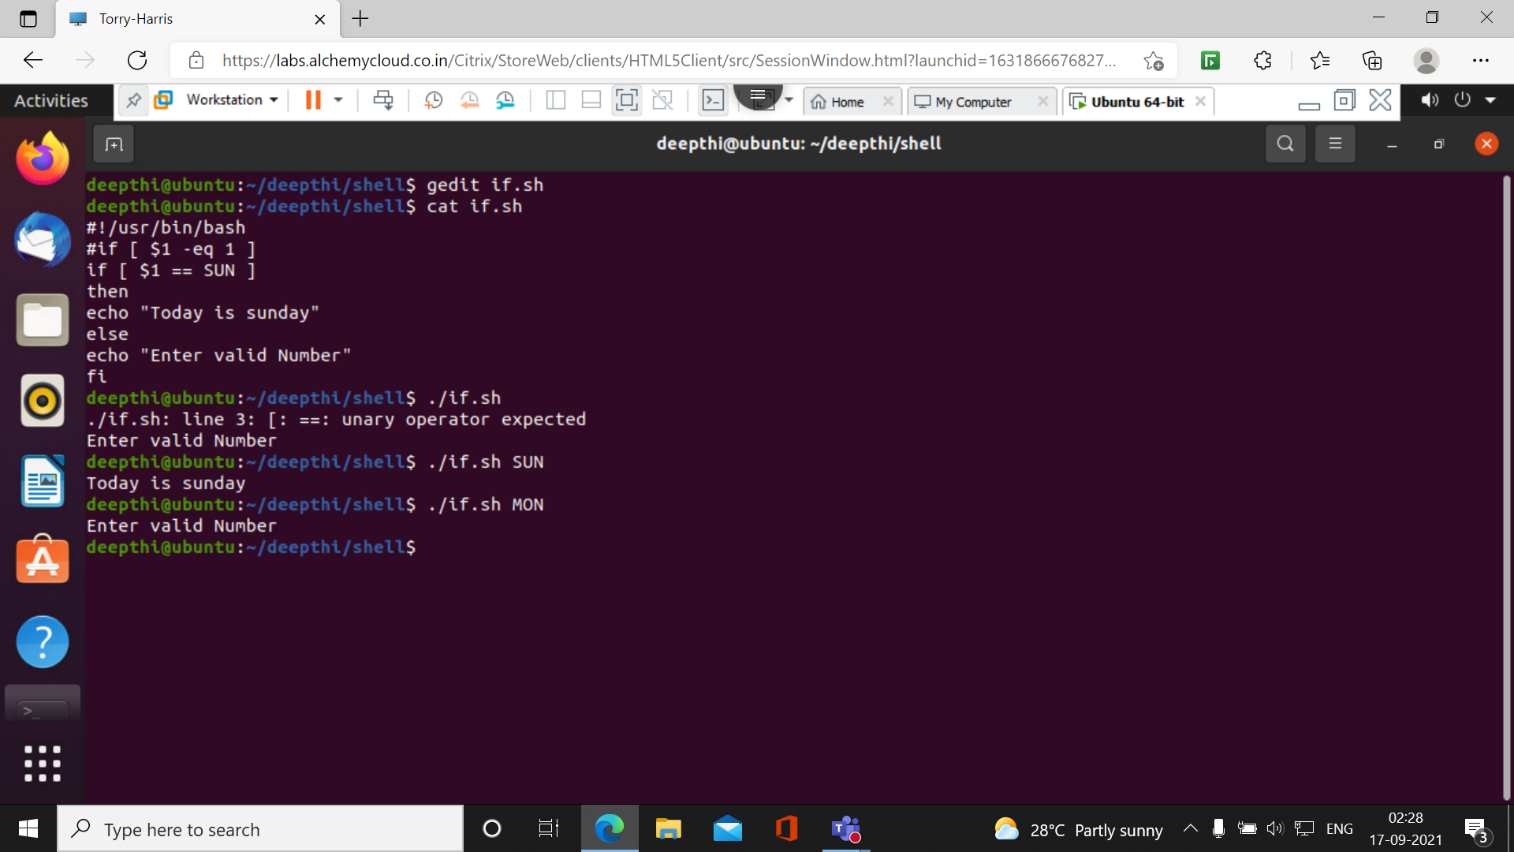 Torry-Harris
https://labs.alchemycloud.co.in/Citrix/StoreWeb/clients/HTML5Client/src/SessionWindow.html?launchid=1631866676827...
Activities
Workstation
Home
My Computer
Ubuntu 64-bit
deepthi@ubuntu: ~/deepthi/shell
deepthi@ubuntu:~/deepthi/shell$ gedit if.sh
deepthi@ubuntu:~/deepthi/shell$ cat if.sh
#!/usr/bin/bash
#if [ $1 -eq 1 ]
if [ $1 == SUN ]
then
echo "Today is sunday"
else
echo "Enter valid Number"
fi
deepthi@ubuntu:~/deepthi/shell$ ./if.sh
./if.sh: line 3: [: ==: unary operator expected
Enter valid Number
deepthi@ubuntu:~/deepthi/shell$ ./if.sh SUN
Today is sunday
deepthi@ubuntu:~/deepthi/shell$ ./if.sh MON
Enter valid Number
deepthi@ubuntu:~/deepthi/shell$
Type here to search
28°C Partly sunny
ENG
02:28
17-09-2021
3